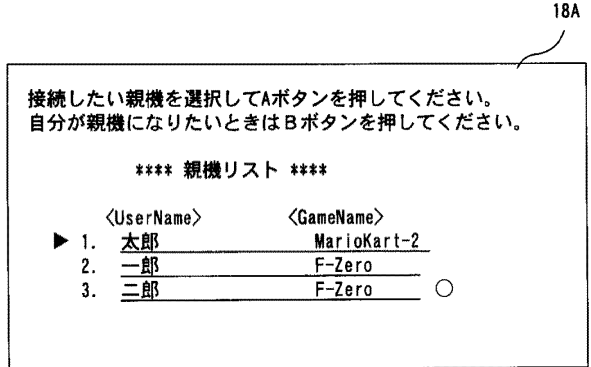 18A
接続したい親機を選択してAボタンを押してください。
自分が親機になりたいときはBボタンを押してください。
**** 親機リスト ****
〈UserName〉 〈GameName〉
▶ 1. 太郎 MarioKart-2
2. 一郎 F-Zero
3. 二郎 F-Zero ○